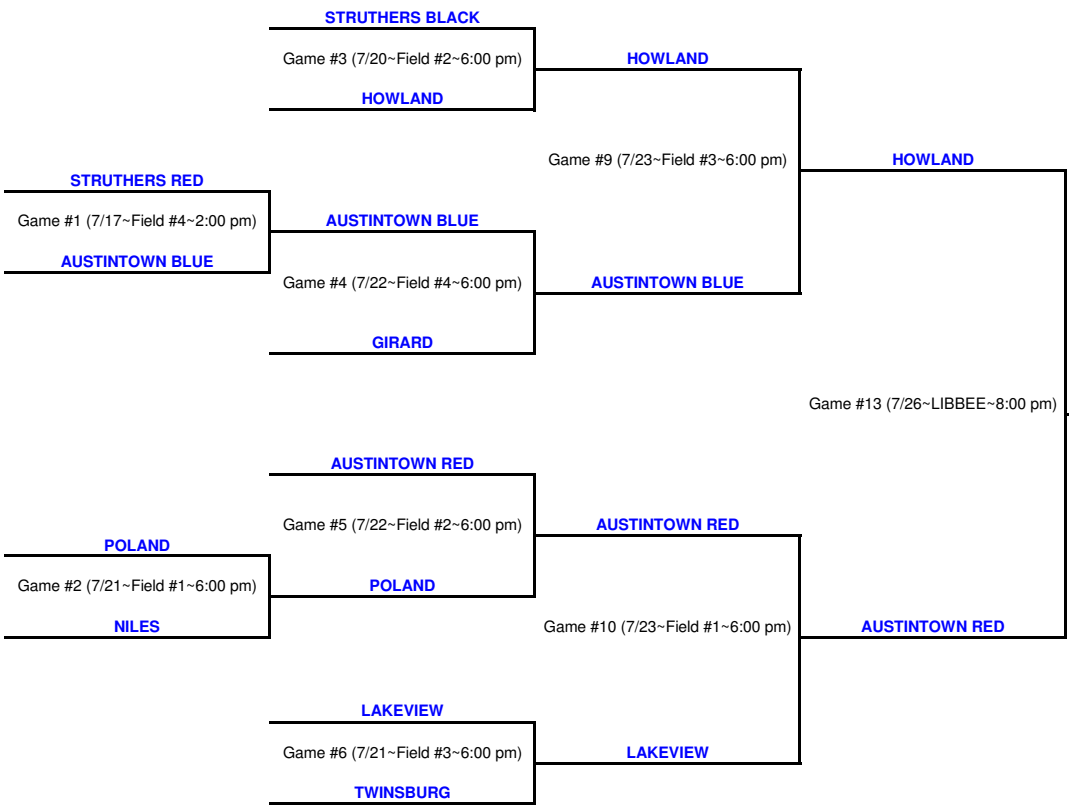 STRUTHERS BLACK
Game #3 (7/20~Field #2~6:00 pm)
HOWLAND
HOWLAND
Game #9 (7/23~Field #3~6:00 pm)
HOWLAND
STRUTHERS RED
Game #1 (7/17~Field #4~2:00 pm)
AUSTINTOWN BLUE
AUSTINTOWN BLUE
Game #4 (7/22~Field #4~6:00 pm)
AUSTINTOWN BLUE
GIRARD
Game #13 (7/26~LIBBEE~8:00 pm)
AUSTINTOWN RED
Game #5 (7/22~Field #2~6:00 pm)
AUSTINTOWN RED
POLAND
Game #2 (7/21~Field #1~6:00 pm)
POLAND
NILES
Game #10 (7/23~Field #1~6:00 pm)
AUSTINTOWN RED
LAKEVIEW
Game #6 (7/21~Field #3~6:00 pm)
LAKEVIEW
TWINSBURG